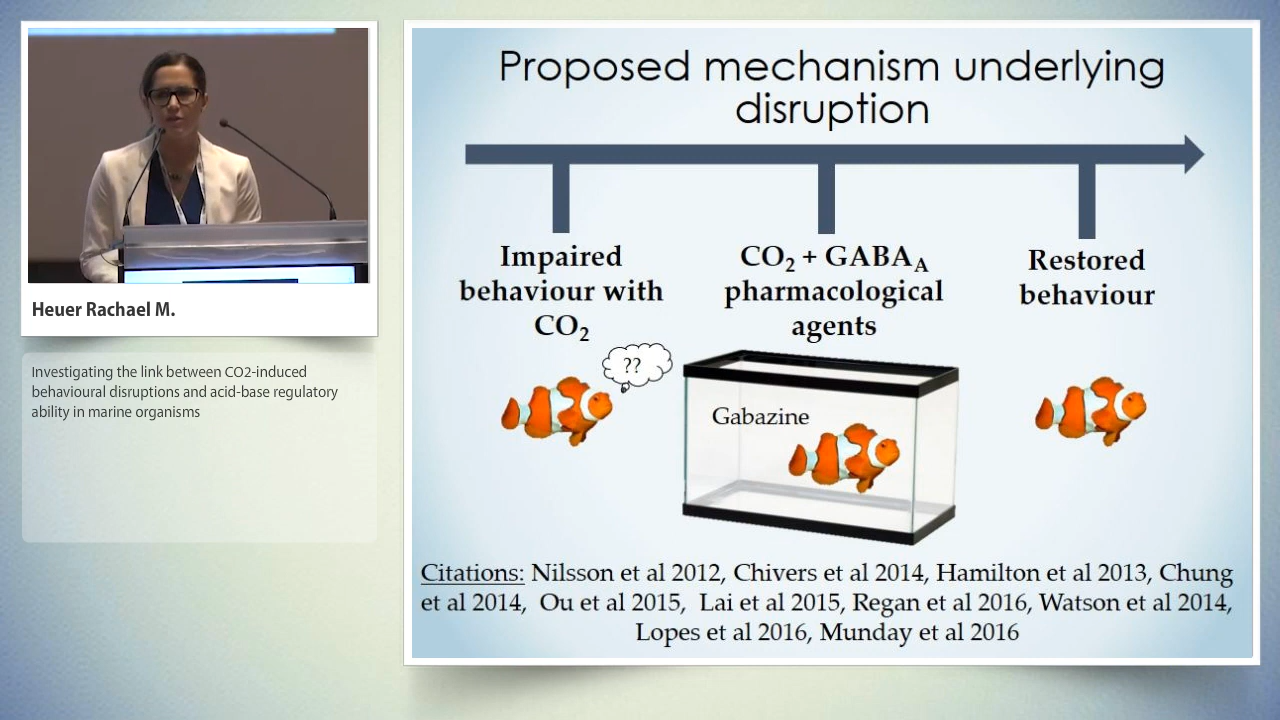 Heuer Rachael M.
Investigating the link between CO2-induced
behavioural disruptions and acid-base regulatory
ability in marine organisms
Proposed mechanism underlying
disruption
Impaired
behaviour with
CO₂
CO₂ + GABA_A
pharmacological
agents
Restored
behaviour
??
Gabazine
Citations: Nilsson et al 2012, Chivers et al 2014, Hamilton et al 2013, Chung
et al 2014, Ou et al 2015, Lai et al 2015, Regan et al 2016, Watson et al 2014,
Lopes et al 2016, Munday et al 2016